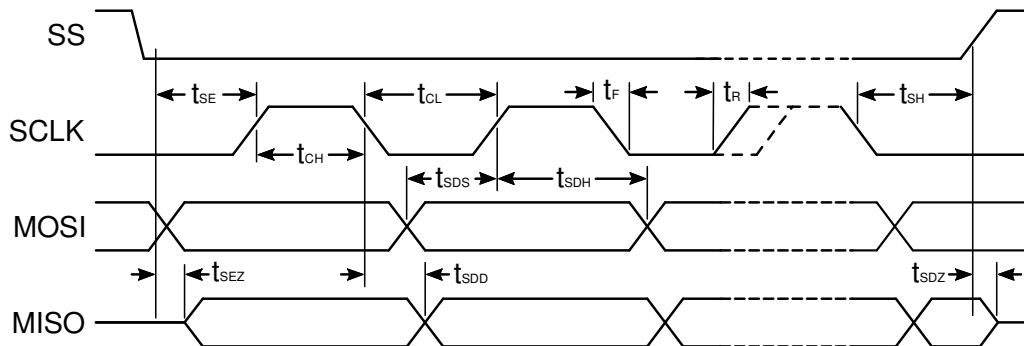 SS
tSE
tCL
tF
tR
tSH
SCLK
tCH
tSDS
tSDH
MOSI
tSEZ
tSDD
tSDZ
MISO